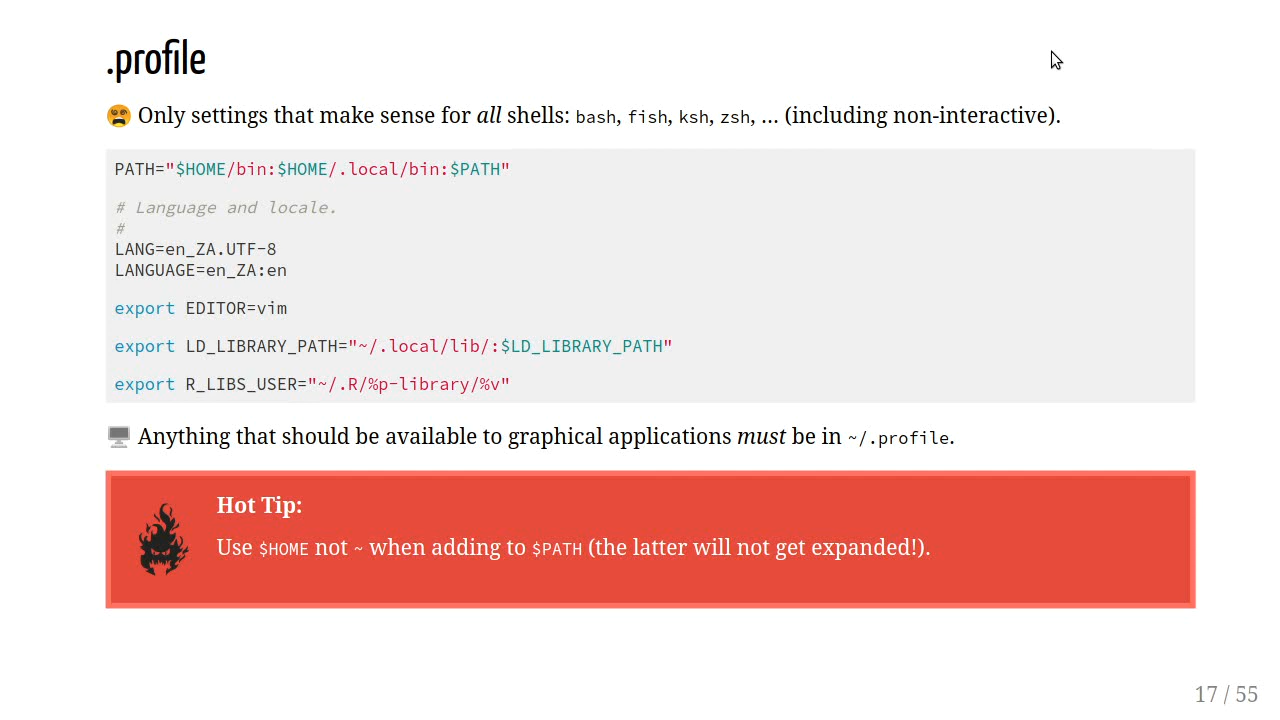 .profile
Only settings that make sense for all shells: bash, fish, ksh, zsh, … (including non-interactive).
PATH="$HOME/bin:$HOME/.local/bin:$PATH"
# Language and locale.
#
LANG=en_ZA.UTF-8
LANGUAGE=en_ZA:en
export EDITOR=vim
export LD_LIBRARY_PATH="~/.local/lib/:$LD_LIBRARY_PATH"
export R_LIBS_USER="~/.R/%p-library/%v"
Anything that should be available to graphical applications must be in ~/.profile.
Hot Tip:
Use $HOME not ~ when adding to $PATH (the latter will not get expanded!).
17 / 55